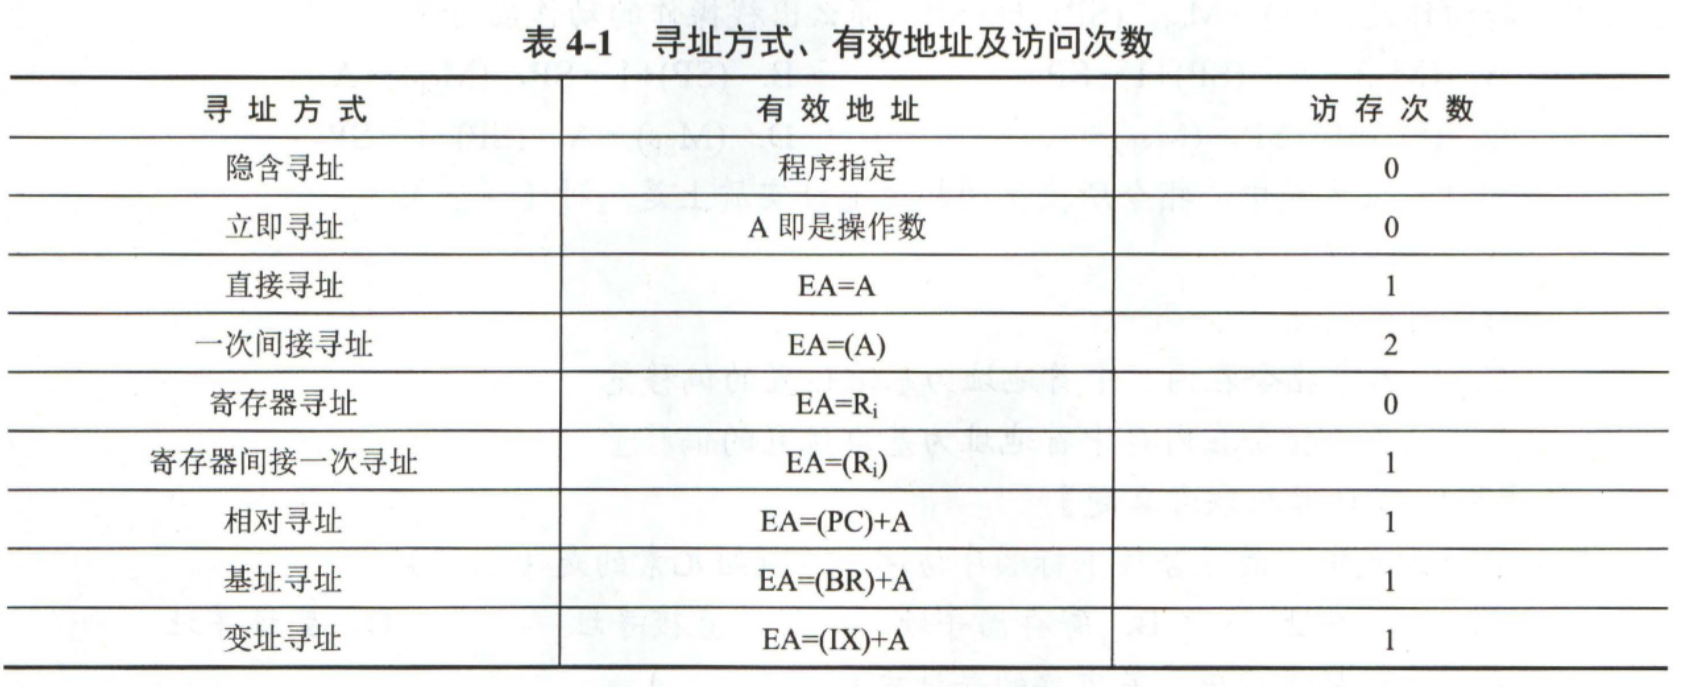 表 4-1 寻址方式、有效地址及访问次数
寻址方式 有效地址 访存次数
隐含寻址 程序指定 0
立即寻址 A 即是操作数 0
直接寻址 EA=A 1
一次间接寻址 EA=(A) 2
寄存器寻址 EA=Ri 0
寄存器间接一次寻址 EA=(Ri) 1
相对寻址 EA=(PC)+A 1
基址寻址 EA=(BR)+A 1
变址寻址 EA=(IX)+A 1